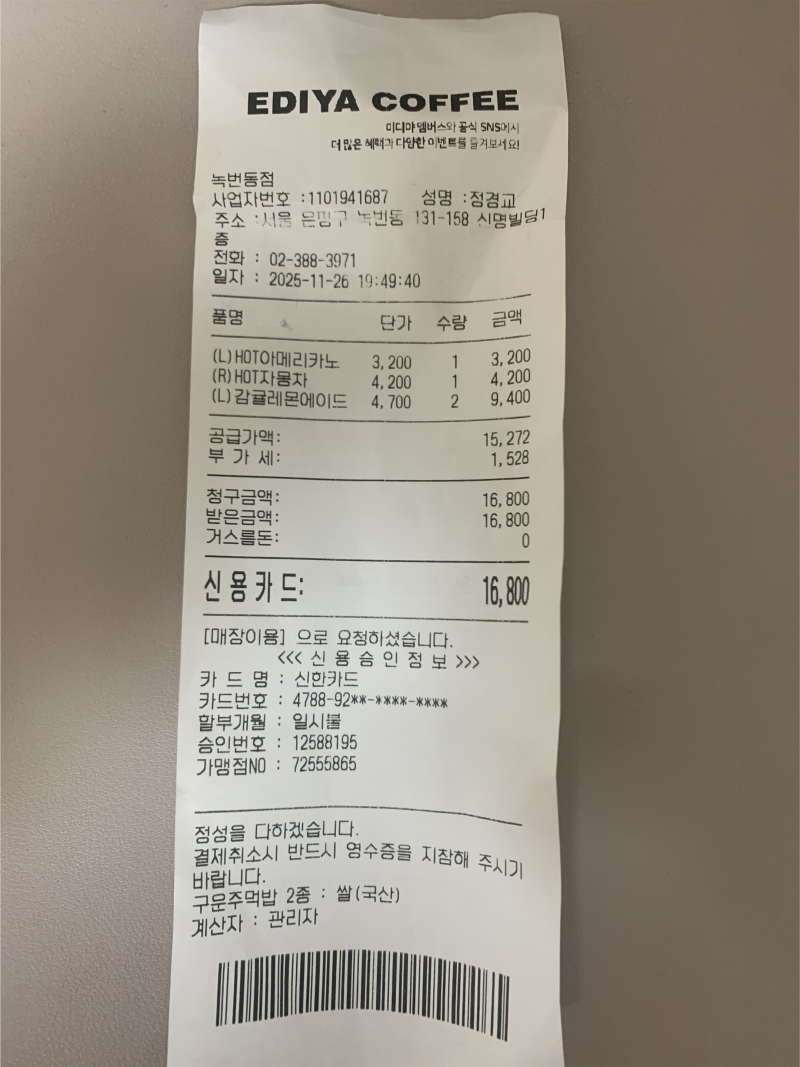 EDIYA COFFEE
이디야 멤버스와 공식 SNS에서
더 많은 혜택과 다양한 이벤트를 즐겨보세요!
녹번동점
사업자번호 :1101941687 성명 :정경교
주소 :서울 은평구 녹번동 131-158 신명빌딩1
층
전화 : 02-388-3971
일자 : 2025-11-26 19:49:40
품명 단가 수량 금액
(L)HOT아메리카노 3,200 1 3,200
(R)HOT자몽차 4,200 1 4,200
(L)감귤레몬에이드 4,700 2 9,400
공급가액: 15,272
부 가 세: 1,528
청구금액: 16,800
받은금액: 16,800
거스름돈: 0
신용카드: 16,800
[매장이용] 으로 요청하셨습니다.
<<< 신 용 승 인 정 보 >>>
카 드 명 : 신한카드
카드번호 : 4788-92**-****-****
할부개월 : 일시불
승인번호 : 12588195
가맹점NO : 72555865
정성을 다하겠습니다.
결제취소시 반드시 영수증을 지참해 주시기
바랍니다.
구운주먹밥 2종 : 쌀(국산)
계산자 : 관리자